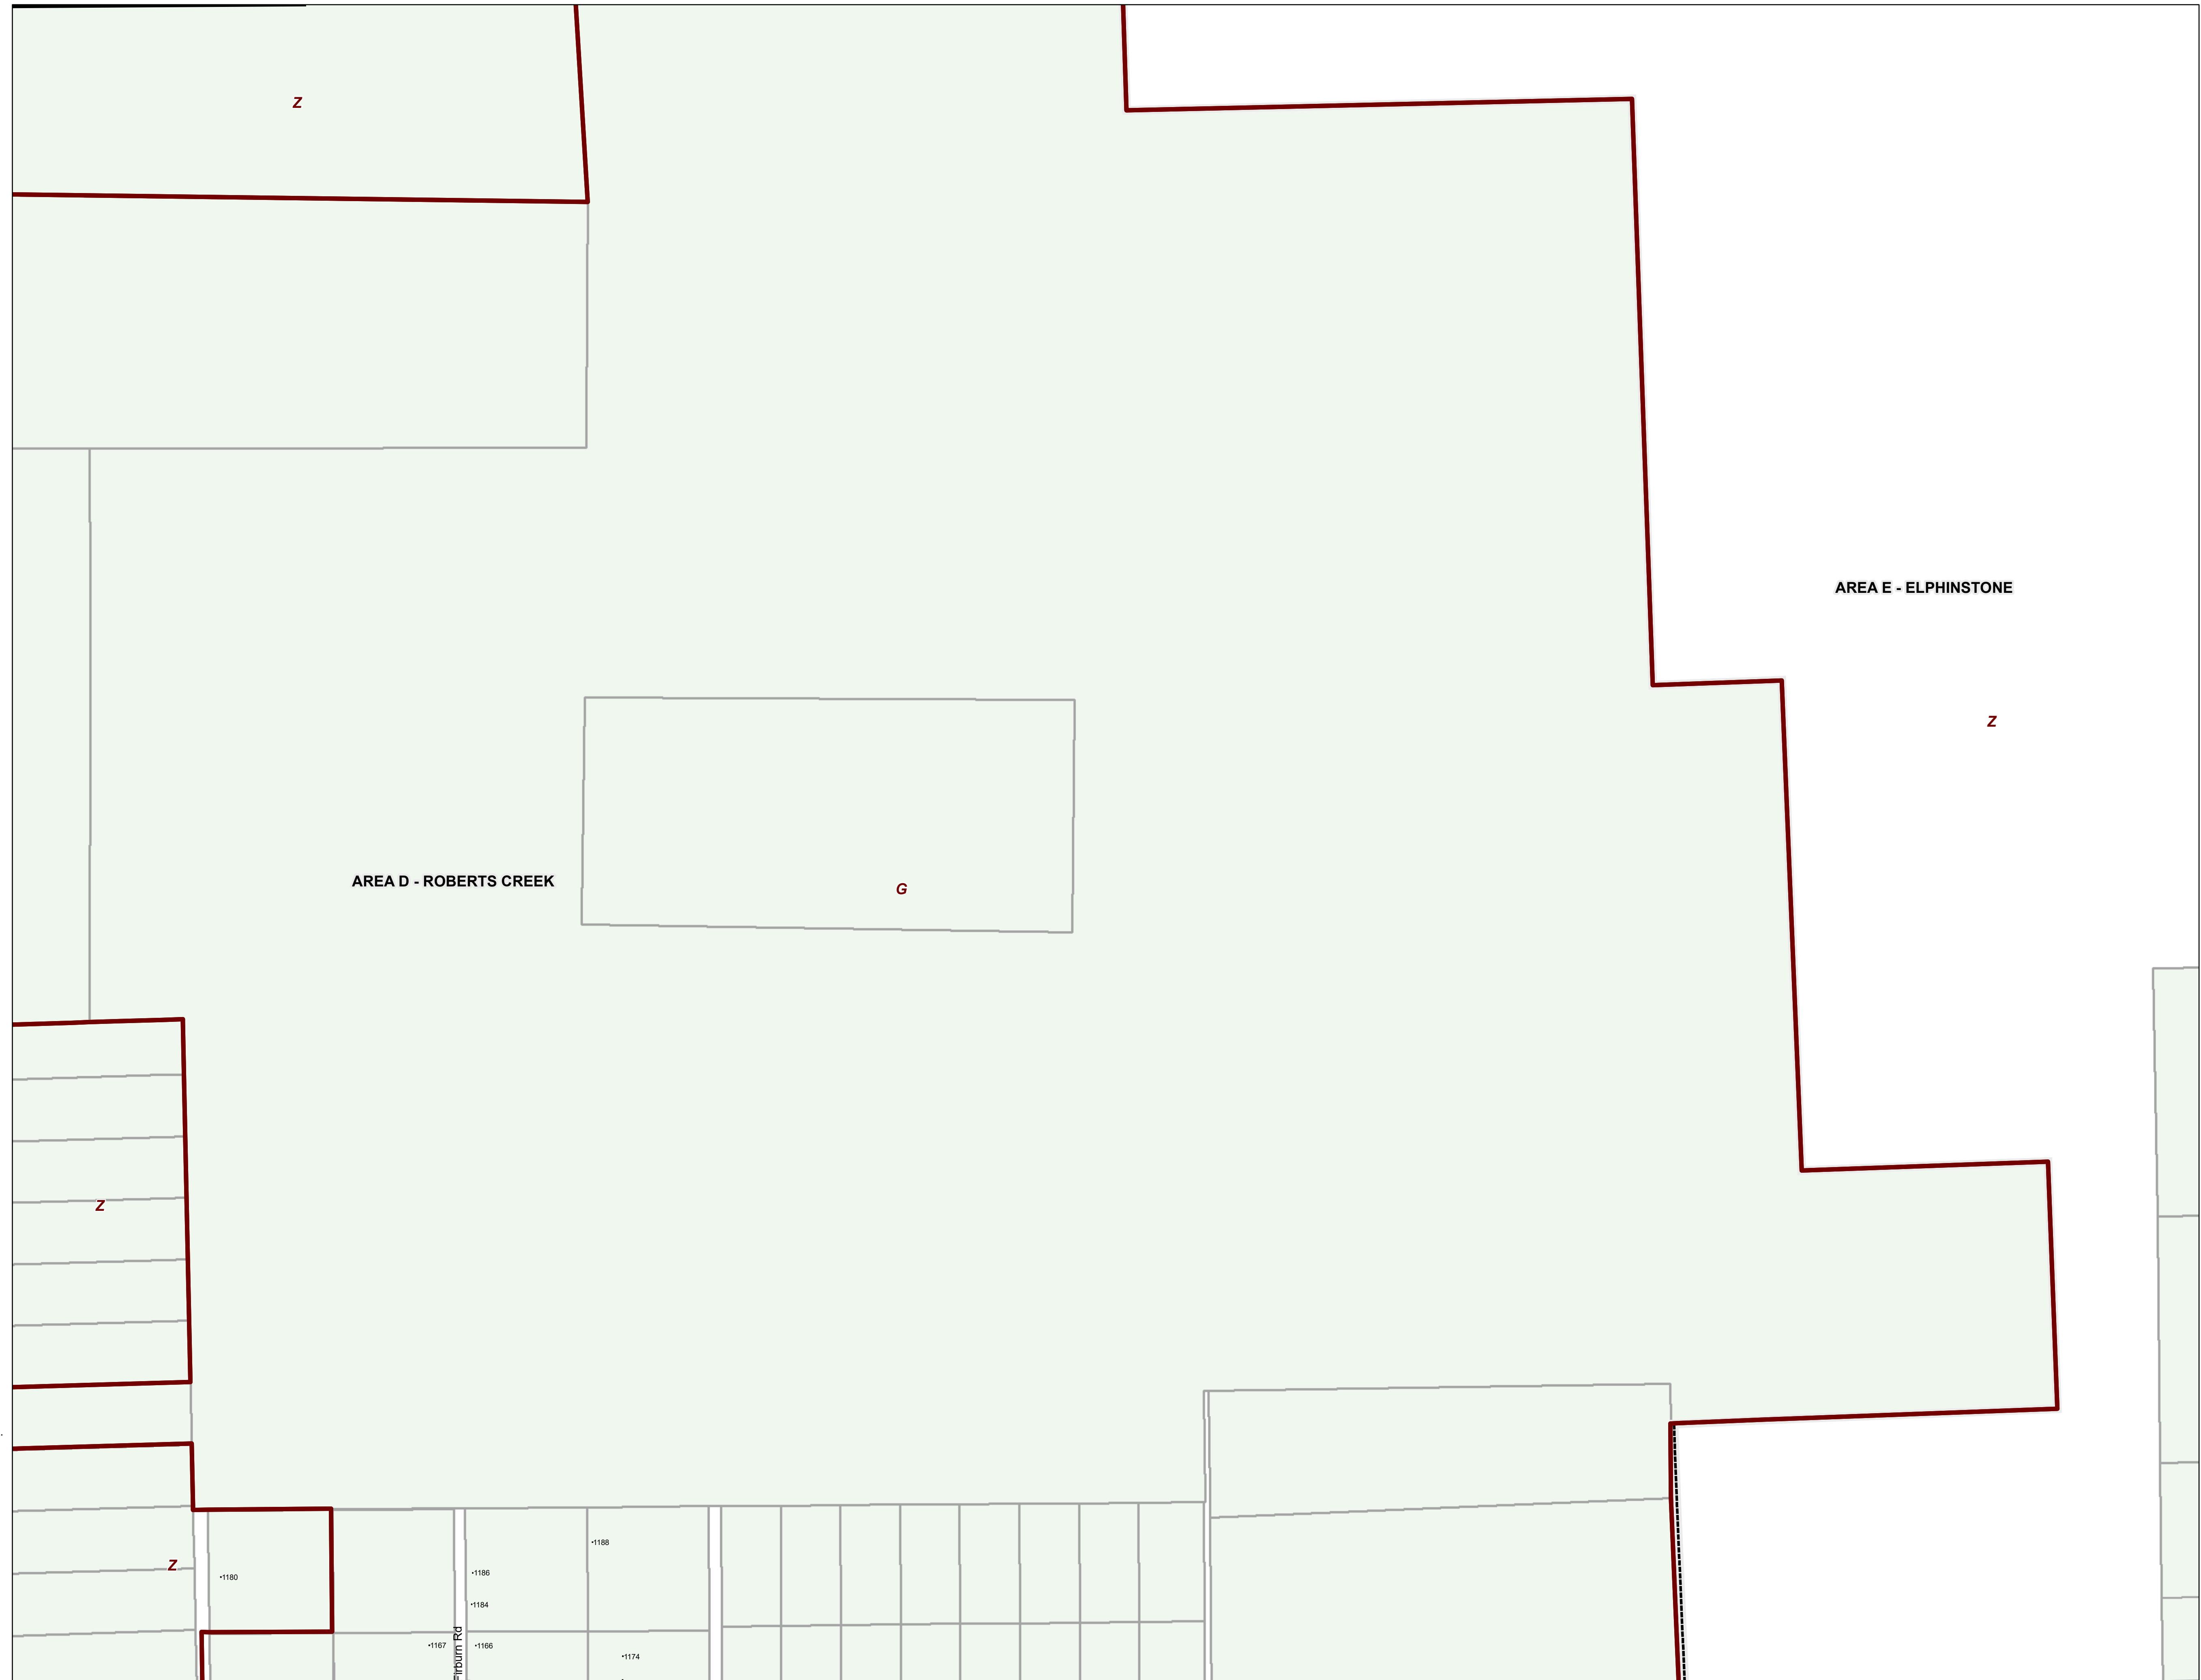 Z
AREA E - ELPHINSTONE
Z
AREA D - ROBERTS CREEK
G
Z
Z
1188
1186
1180
1184
1167
1166
1174
Firburn Rd